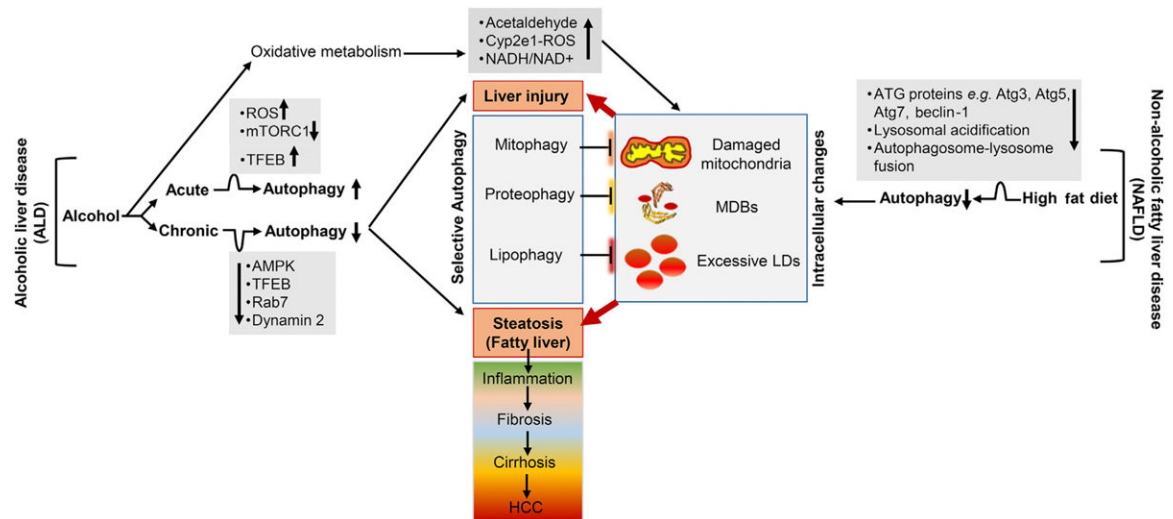 Alcoholic liver disease
(ALD)
Alcohol
Oxidative metabolism
•Acetaldehyde
•Cyp2e1-ROS
•NADH/NAD+
•ROS
•mTORC1
•TFEB
Acute
Autophagy
Chronic
Autophagy
•AMPK
•TFEB
•Rab7
•Dynamin 2
Liver injury
Selective Autophagy
Mitophagy
Proteophagy
Lipophagy
Damaged
mitochondria
MDBs
Excessive LDs
Intracellular changes
Steatosis
(Fatty liver)
Inflammation
Fibrosis
Cirrhosis
HCC
•ATG proteins e.g. Atg3, Atg5,
Atg7, beclin-1
•Lysosomal acidification
•Autophagosome-lysosome
fusion
Autophagy
High fat diet
Non-alcoholic fatty liver disease
(NAFLD)